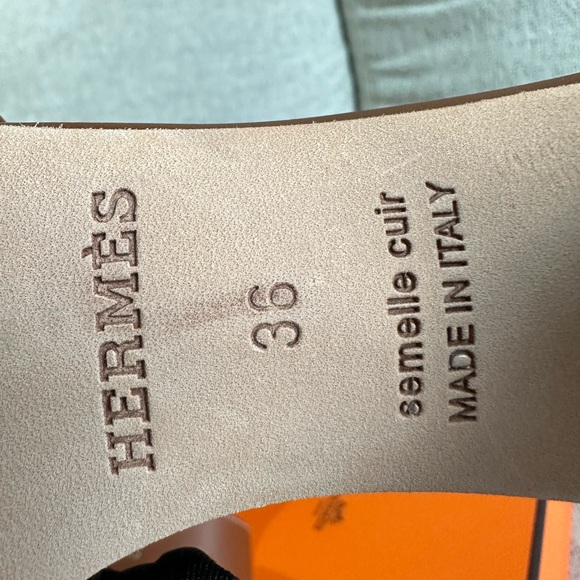 HERMÈS
36
semelle cuir
MADE IN ITALY